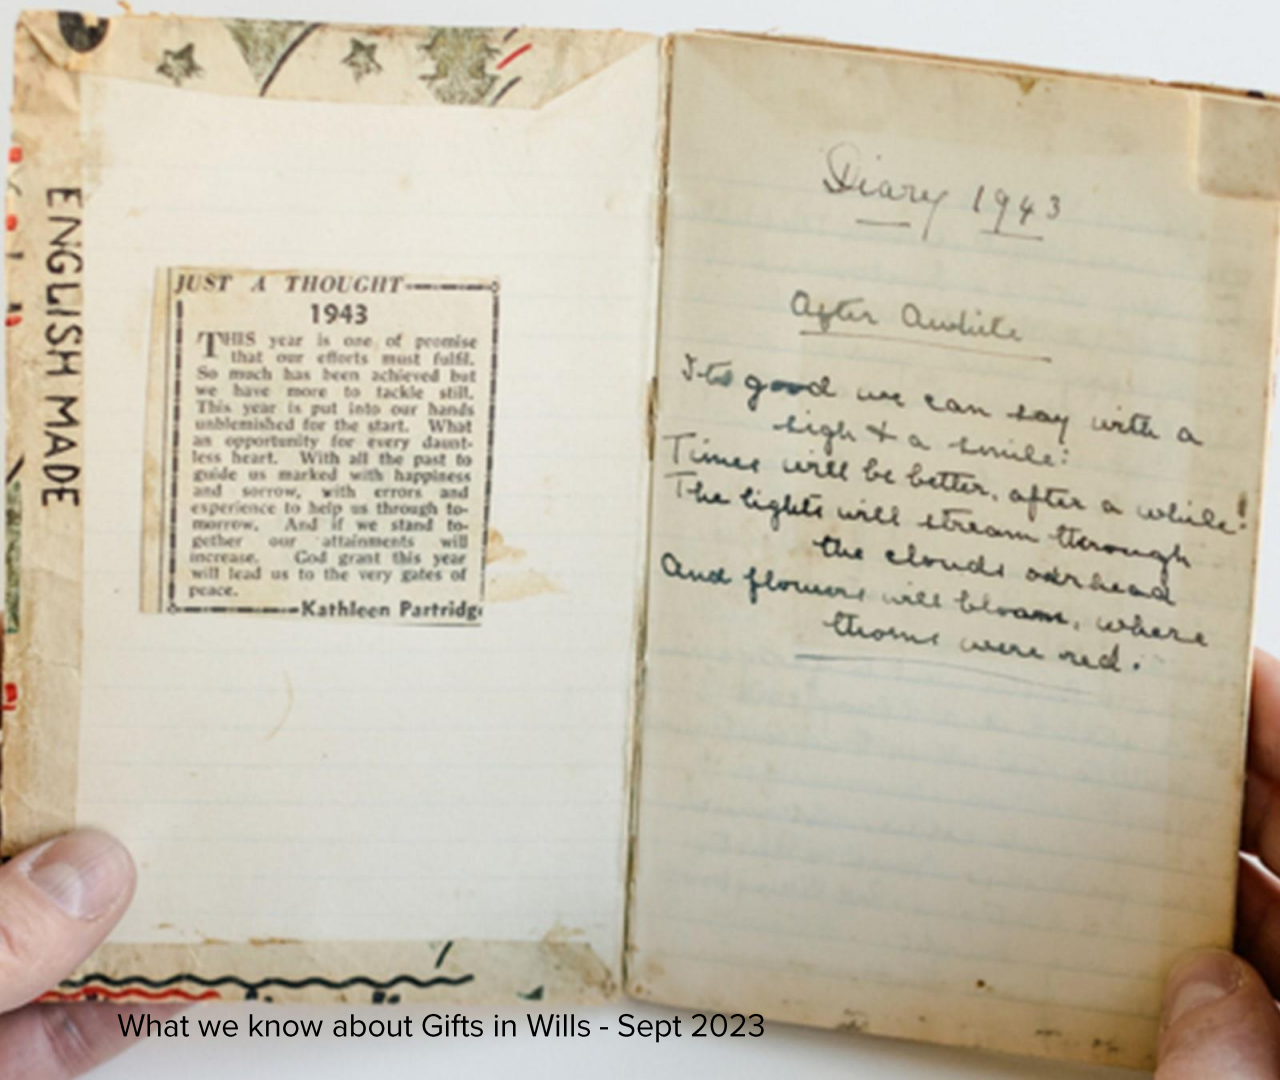 ENGLISH MADE
JUST A THOUGHT
1943
THIS year is one of promise
that our efforts must fulfil.
So much has been achieved but
we have more to tackle still.
This year is put into our hands
unblemished for the start. What
an opportunity for every daunt-
less heart. With all the past to
guide us marked with happiness
and sorrow, with errors and
experience to help us through to-
morrow. And if we stand to-
gether our attainments will
increase. God grant this year
will lead us to the very gates of
peace.
Kathleen Partridg
Diary 1943
After Awhile
Its good we can say with a
sigh & a smile:
Times will be better, after a while!
The lights will stream through
the clouds overhead
And flowers will bloom, where
thorns were red.
What we know about Gifts in Wills - Sept 2023